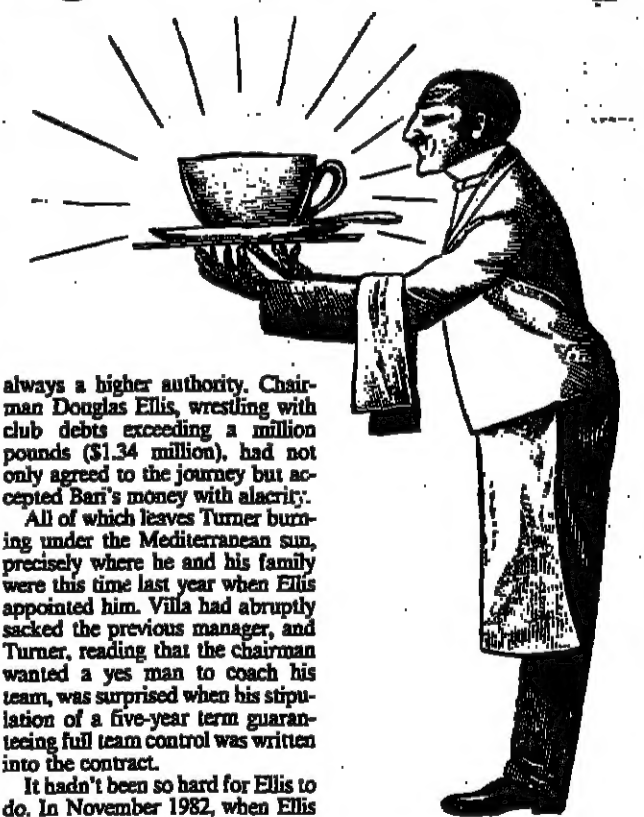 always a higher authority. Chair-
man Douglas Ellis, wrestling with
club debts exceeding a million
pounds ($1.34 million), had not
only agreed to the journey but ac-
cepted Bari's money with alacrity.
All of which leaves Turner burn-
ing under the Mediterranean sun,
precisely where he and his family
were this time last year when Ellis
appointed him. Villa had abruptly
sacked the previous manager, and
Turner, reading that the chairman
wanted a yes man to coach his
team, was surprised when his stipu-
lation of a five-year term guaran-
teeing full team control was written
into the contract.
It hadn't been so hard for Ellis to
do. In November 1982, when Ellis